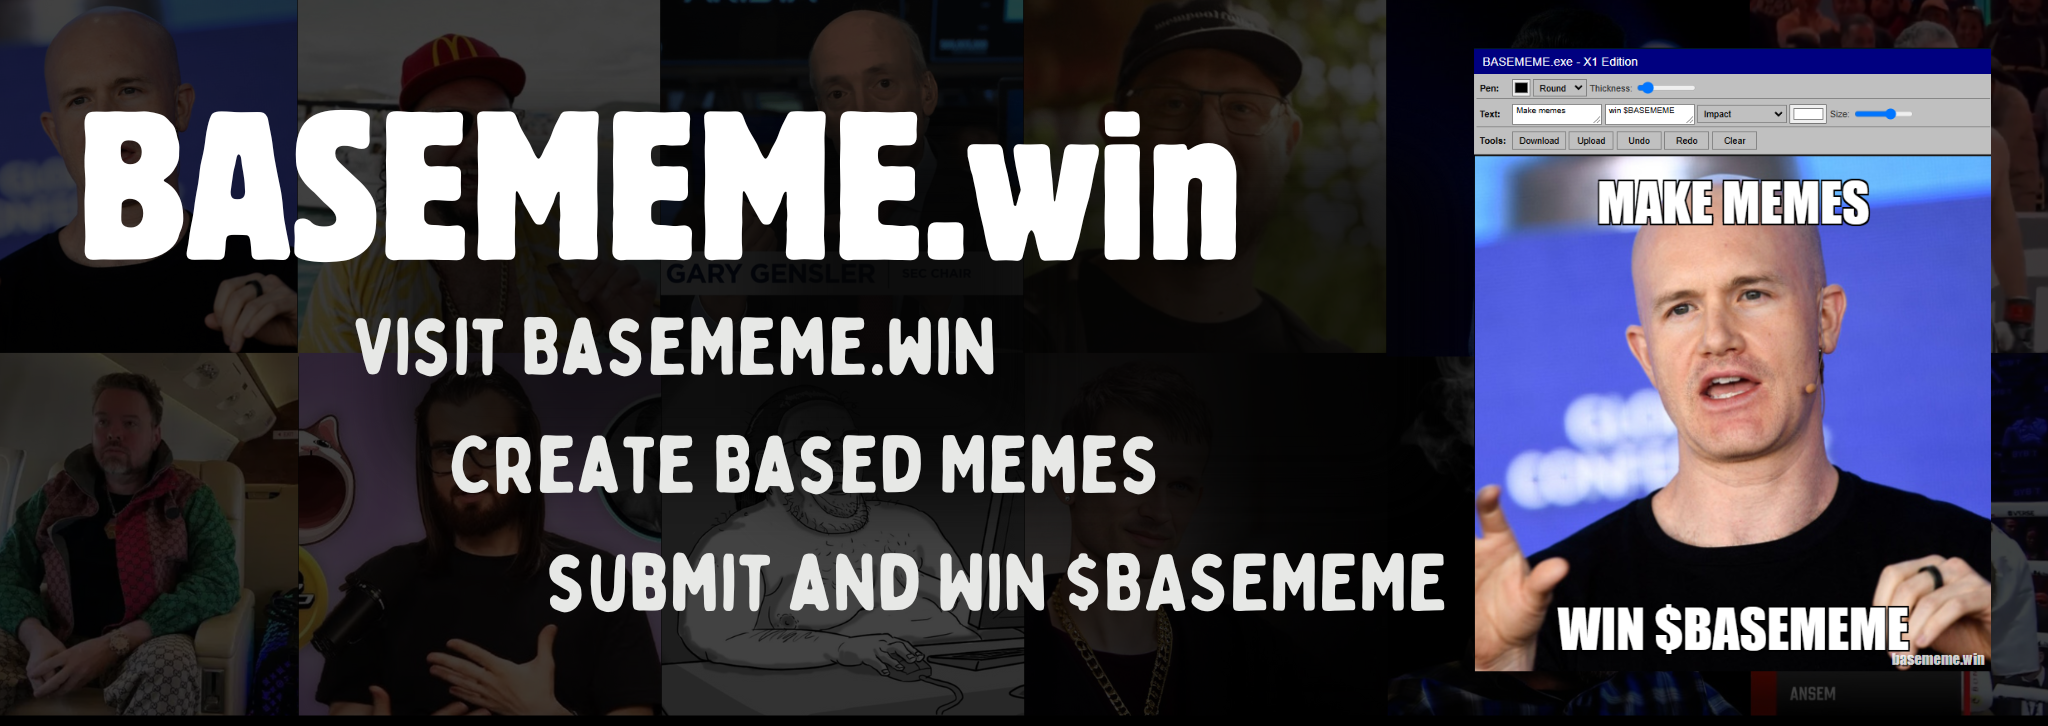 BASEMEME.win
GARY GENSLER
SEC CHAIR
VISIT BASEMEME.WIN
CREATE BASED MEMES
SUBMIT AND WIN $BASEMEME
BASEMEME.exe - X1 Edition
Pen: Round Thickness:
Text: Make memes win $BASEMEME Impact Size:
Tools: Download Upload Undo Redo Clear
MAKE MEMES
WIN $BASEMEME
basememe.win
ANSEM